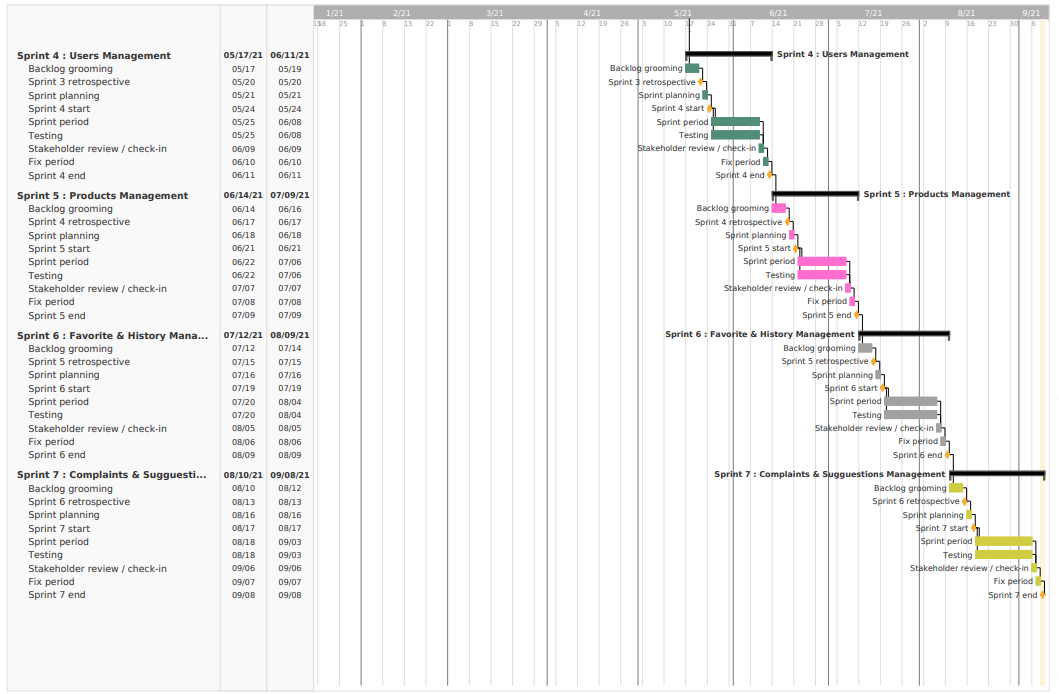 1/21 2/21 3/21 4/21 5/21 6/21 7/21 8/21 9/21
18 25 1 8 15 22 1 8 15 22 29 5 12 19 26 3 10 17 24 31 7 14 21 28 5 12 19 26 2 9 16 23 30 6
Sprint 4 : Users Management 05/17/21 06/11/21 Sprint 4 : Users Management
Backlog grooming 05/17 05/19 Backlog grooming
Sprint 3 retrospective 05/20 05/20 Sprint 3 retrospective
Sprint planning 05/21 05/21 Sprint planning
Sprint 4 start 05/24 05/24 Sprint 4 start
Sprint period 05/25 06/08 Sprint period
Testing 05/25 06/08 Testing
Stakeholder review / check-in 06/09 06/09 Stakeholder review / check-in
Fix period 06/10 06/10 Fix period
Sprint 4 end 06/11 06/11 Sprint 4 end
Sprint 5 : Products Management 06/14/21 07/09/21 Sprint 5 : Products Management
Backlog grooming 06/14 06/16 Backlog grooming
Sprint 4 retrospective 06/17 06/17 Sprint 4 retrospective
Sprint planning 06/18 06/18 Sprint planning
Sprint 5 start 06/21 06/21 Sprint 5 start
Sprint period 06/22 07/06 Sprint period
Testing 06/22 07/06 Testing
Stakeholder review / check-in 07/07 07/07 Stakeholder review / check-in
Fix period 07/08 07/08 Fix period
Sprint 5 end 07/09 07/09 Sprint 5 end
Sprint 6 : Favorite & History Mana... 07/12/21 08/09/21 Sprint 6 : Favorite & History Management
Backlog grooming 07/12 07/14 Backlog grooming
Sprint 5 retrospective 07/15 07/15 Sprint 5 retrospective
Sprint planning 07/16 07/16 Sprint planning
Sprint 6 start 07/19 07/19 Sprint 6 start
Sprint period 07/20 08/04 Sprint period
Testing 07/20 08/04 Testing
Stakeholder review / check-in 08/05 08/05 Stakeholder review / check-in
Fix period 08/06 08/06 Fix period
Sprint 6 end 08/09 08/09 Sprint 6 end
Sprint 7 : Complaints & Sugguesti... 08/10/21 09/08/21 Sprint 7 : Complaints & Sugguestions Management
Backlog grooming 08/10 08/12 Backlog grooming
Sprint 6 retrospective 08/13 08/13 Sprint 6 retrospective
Sprint planning 08/16 08/16 Sprint planning
Sprint 7 start 08/17 08/17 Sprint 7 start
Sprint period 08/18 09/03 Sprint period
Testing 08/18 09/03 Testing
Stakeholder review / check-in 09/06 09/06 Stakeholder review / check-in
Fix period 09/07 09/07 Fix period
Sprint 7 end 09/08 09/08 Sprint 7 end